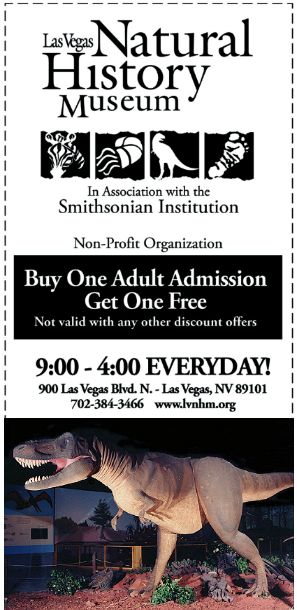 Las Vegas Natural
History
Museum
In Association with the
Smithsonian Institution
Non-Profit Organization
Buy One Adult Admission
Get One Free
Not valid with any other discount offers
9:00 - 4:00 EVERYDAY!
900 Las Vegas Blvd. N. - Las Vegas, NV 89101
702-384-3466 www.lvnhm.org